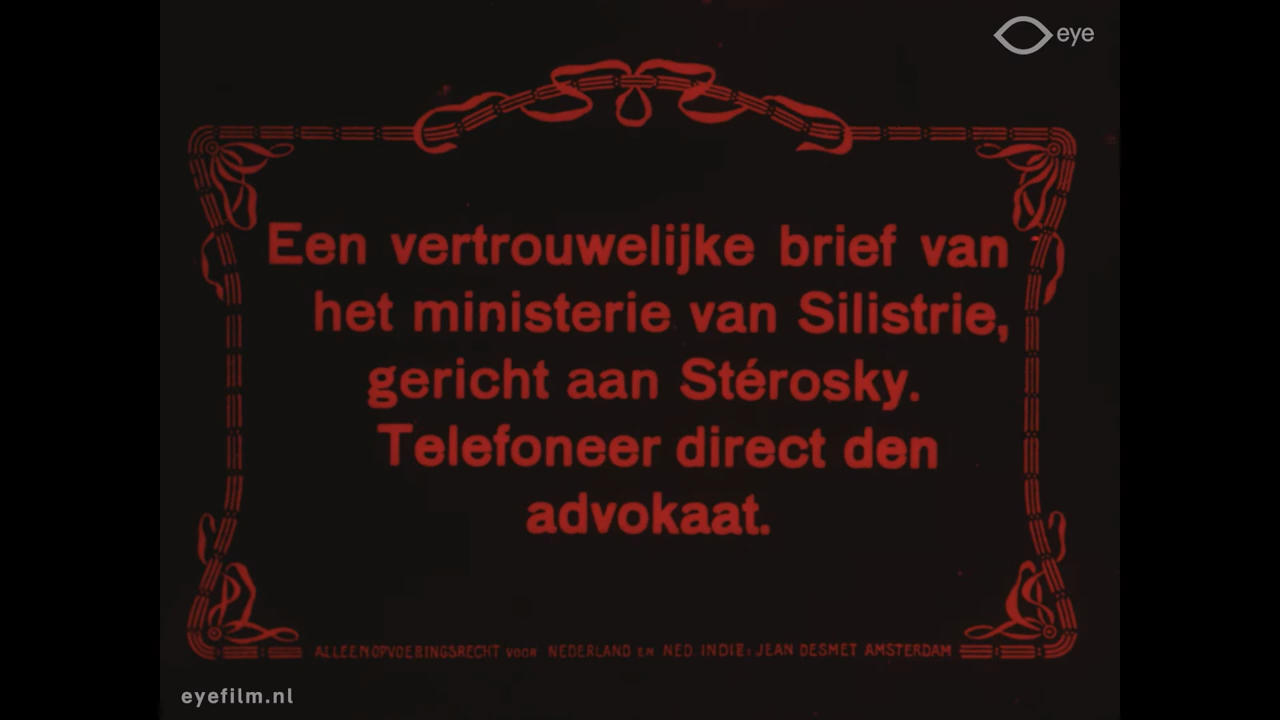 eye
Een vertrouwelijke brief van
het ministerie van Silistrie,
gericht aan Stérosky.
Telefoneer direct den
advokaat.
ALLEENOPVOERINGSRECHT voor NEDERLAND EN NED. INDIE: JEAN DESMET AMSTERDAM
eyefilm.nl